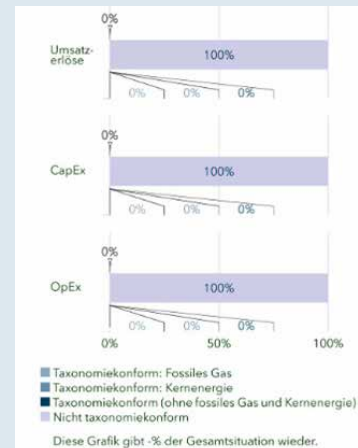 0%
Umsatz-
erlöse
100%
0% 0% 0%
0%
CapEx
100%
0% 0% 0%
0%
OpEx
100%
0% 0% 0%
0% 50% 100%
Taxonomiekonform: Fossiles Gas
Taxonomiekonform: Kernenergie
Taxonomiekonform (ohne fossiles Gas und Kernenergie)
Nicht taxonomiekonform
Diese Grafik gibt -% der Gesamtsituation wieder.